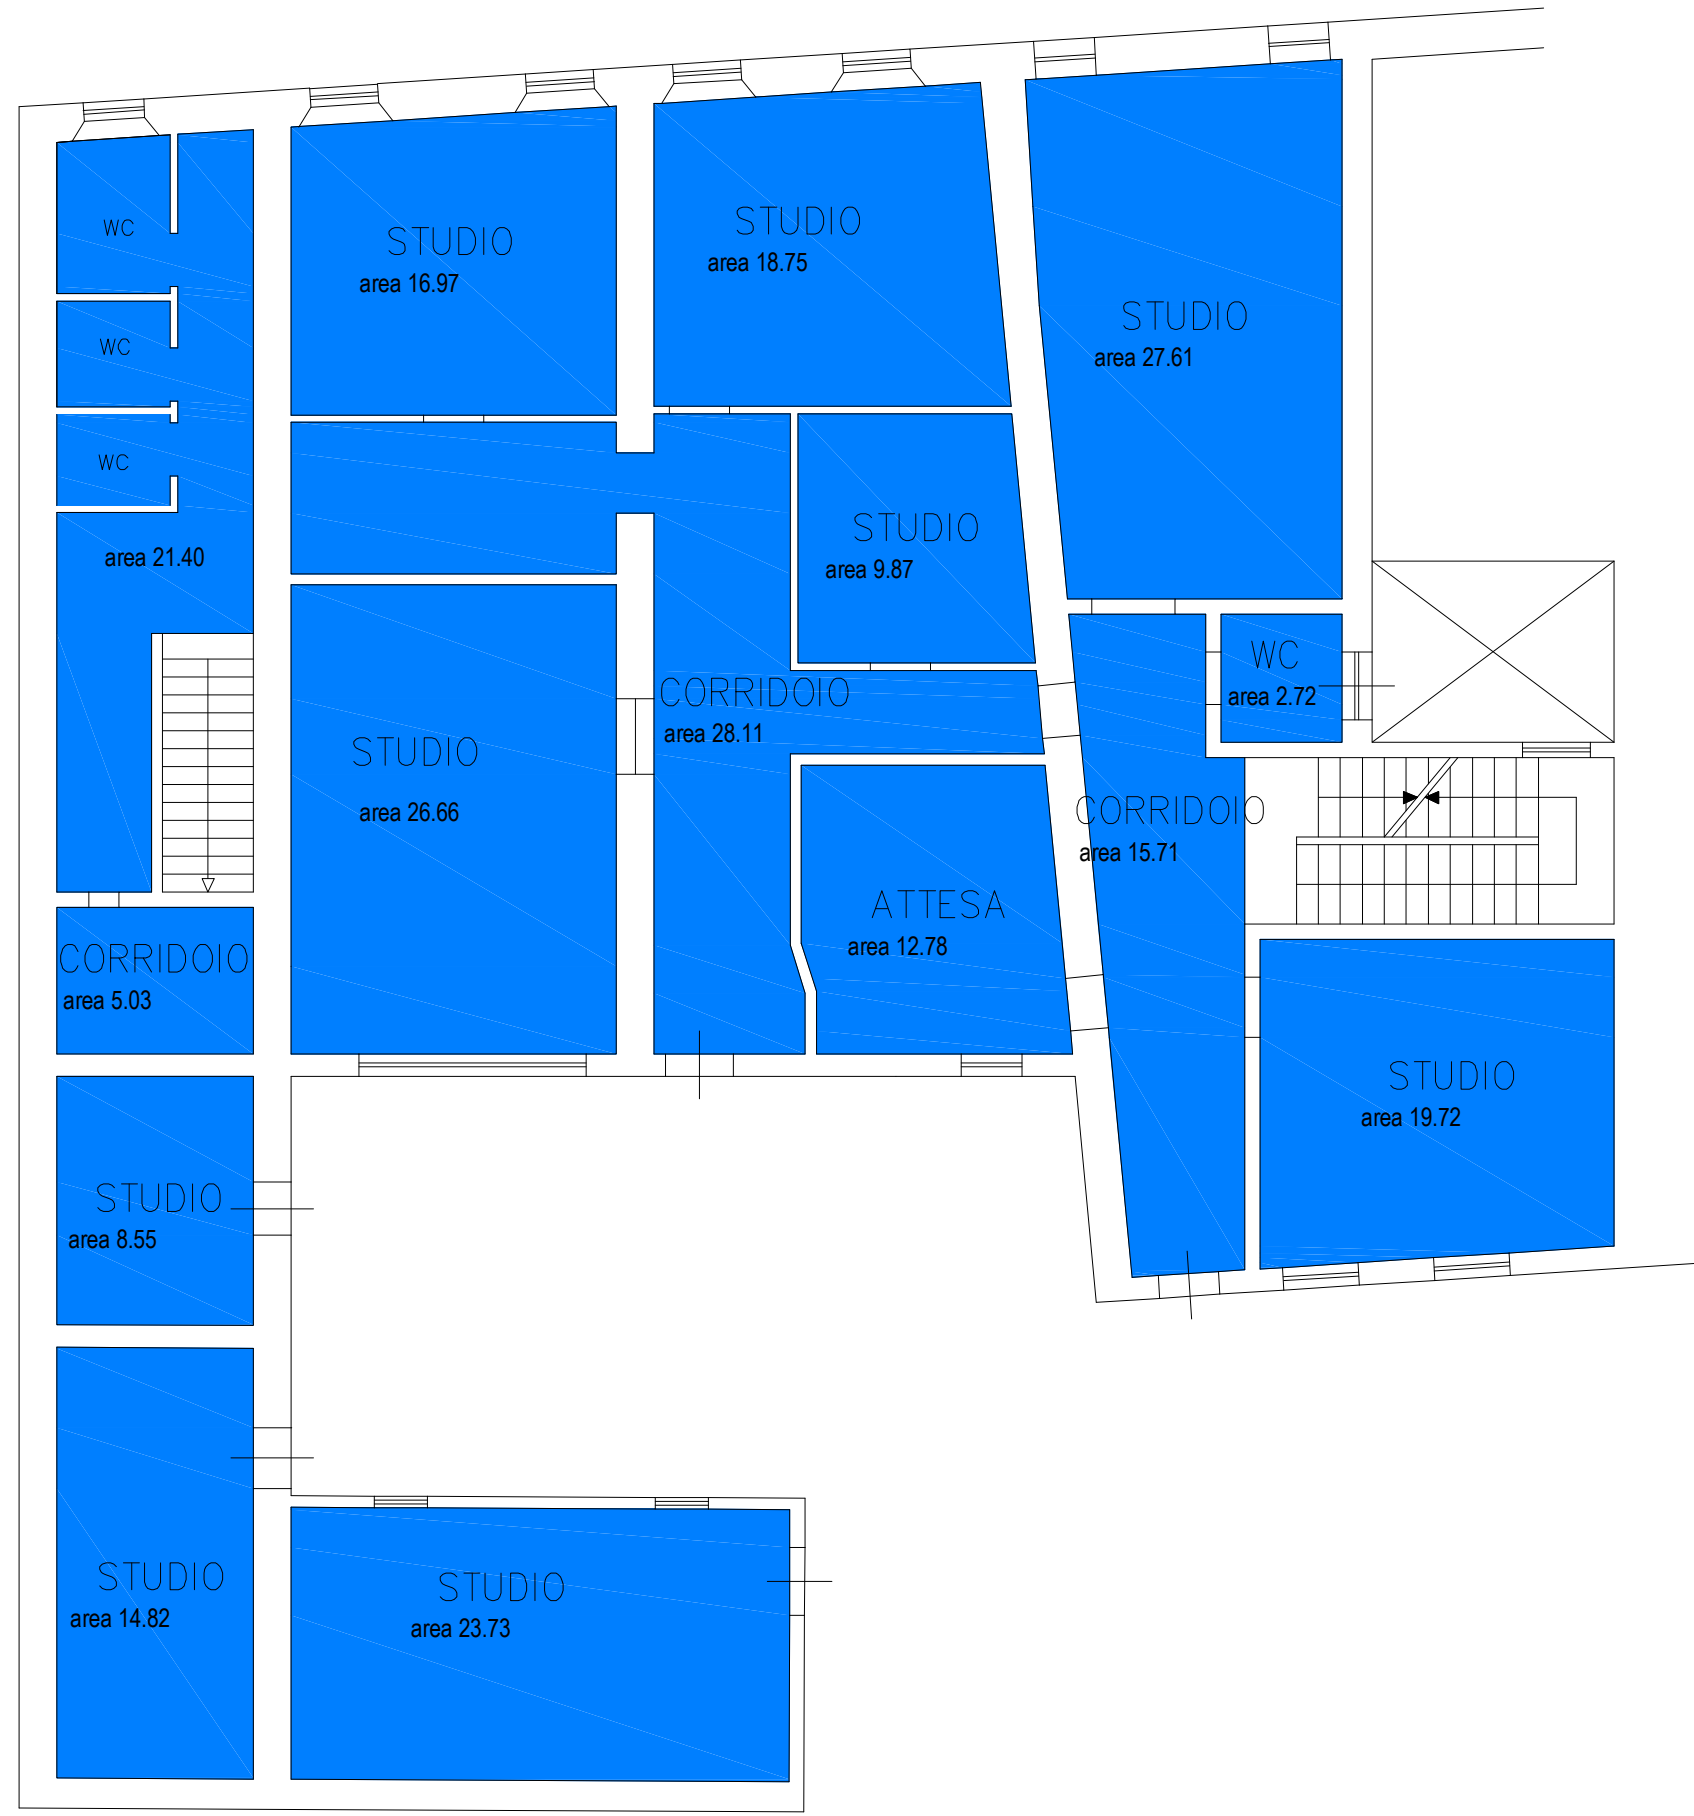 WC
STUDIO
area 16.97
STUDIO
area 18.75
STUDIO
area 27.61
WC
WC
area 21.40
STUDIO
area 9.87
WC
area 2.72
CORRIDOIO
area 28.11
STUDIO
area 26.66
CORRIDOIO
area 15.71
ATTESA
area 12.78
CORRIDOIO
area 5.03
STUDIO
area 19.72
STUDIO
area 8.55
STUDIO
area 14.82
STUDIO
area 23.73